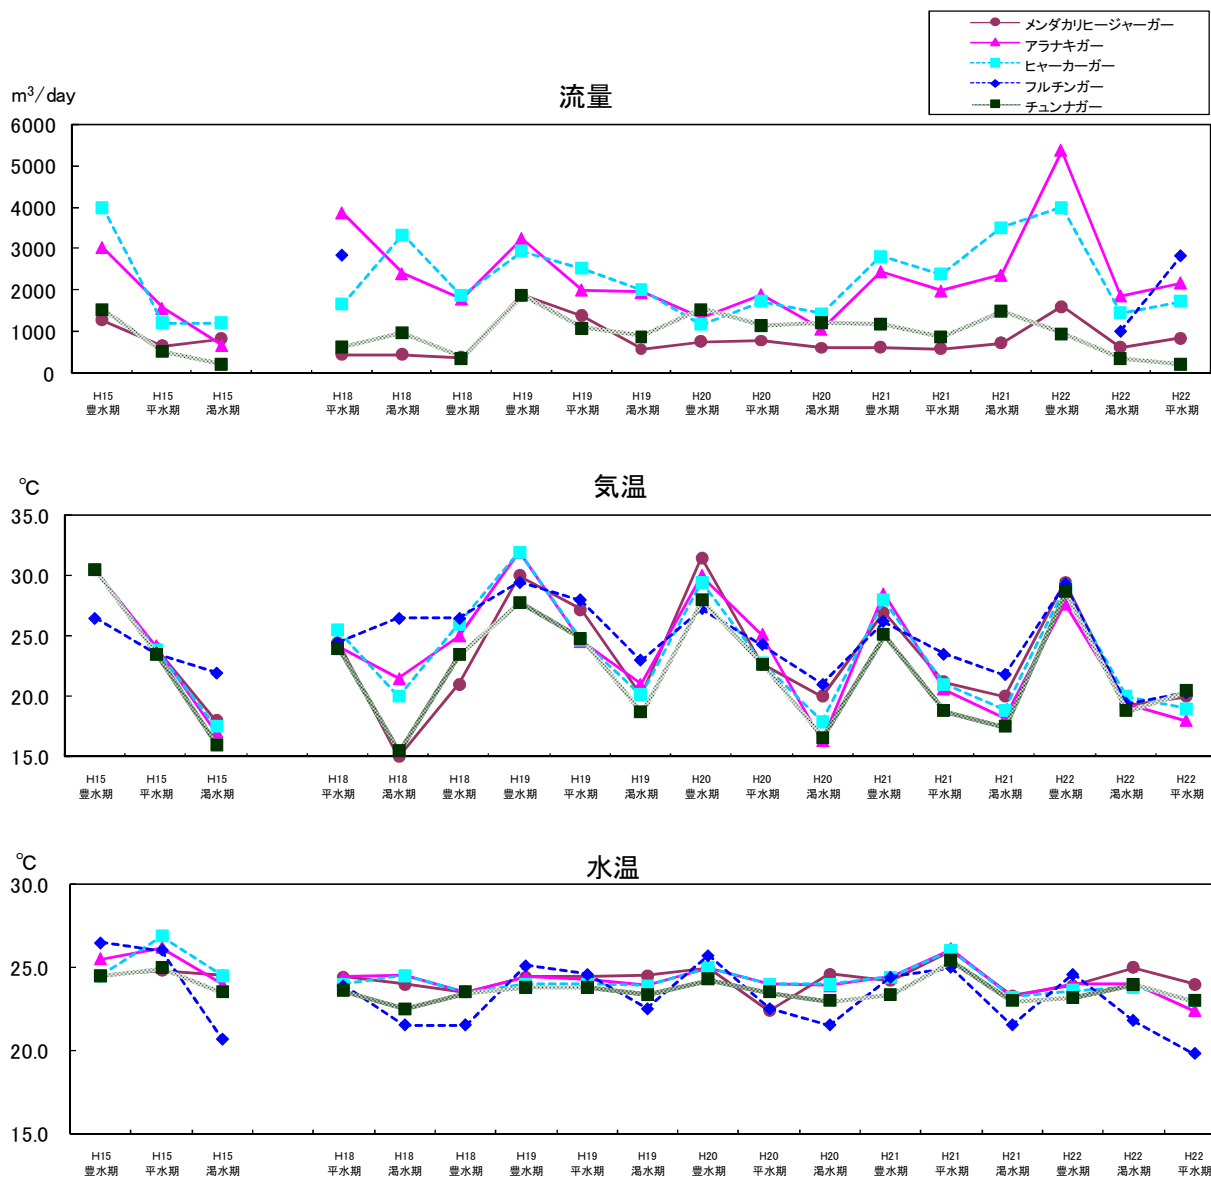 メンダカリヒージャーガー
アラナキガー
ヒャーカーガー
フルチンガー
チュンナガー
m³/day
流量
6000
5000
4000
3000
2000
1000
0
H15 H15 H15 H18 H18 H18 H19 H19 H19 H20 H20 H20 H21 H21 H21 H22 H22 H22
豊水期 平水期 渇水期 平水期 渇水期 豊水期 豊水期 平水期 渇水期 豊水期 平水期 渇水期 豊水期 平水期 渇水期 豊水期 渇水期 平水期
℃
気温
35.0
30.0
25.0
20.0
15.0
H15 H15 H15 H18 H18 H18 H19 H19 H19 H20 H20 H20 H21 H21 H21 H22 H22 H22
豊水期 平水期 渇水期 平水期 渇水期 豊水期 豊水期 平水期 渇水期 豊水期 平水期 渇水期 豊水期 平水期 渇水期 豊水期 渇水期 平水期
℃
水温
30.0
25.0
20.0
15.0
H15 H15 H15 H18 H18 H18 H19 H19 H19 H20 H20 H20 H21 H21 H21 H22 H22 H22
豊水期 平水期 渇水期 平水期 渇水期 豊水期 豊水期 平水期 渇水期 豊水期 平水期 渇水期 豊水期 平水期 渇水期 豊水期 渇水期 平水期